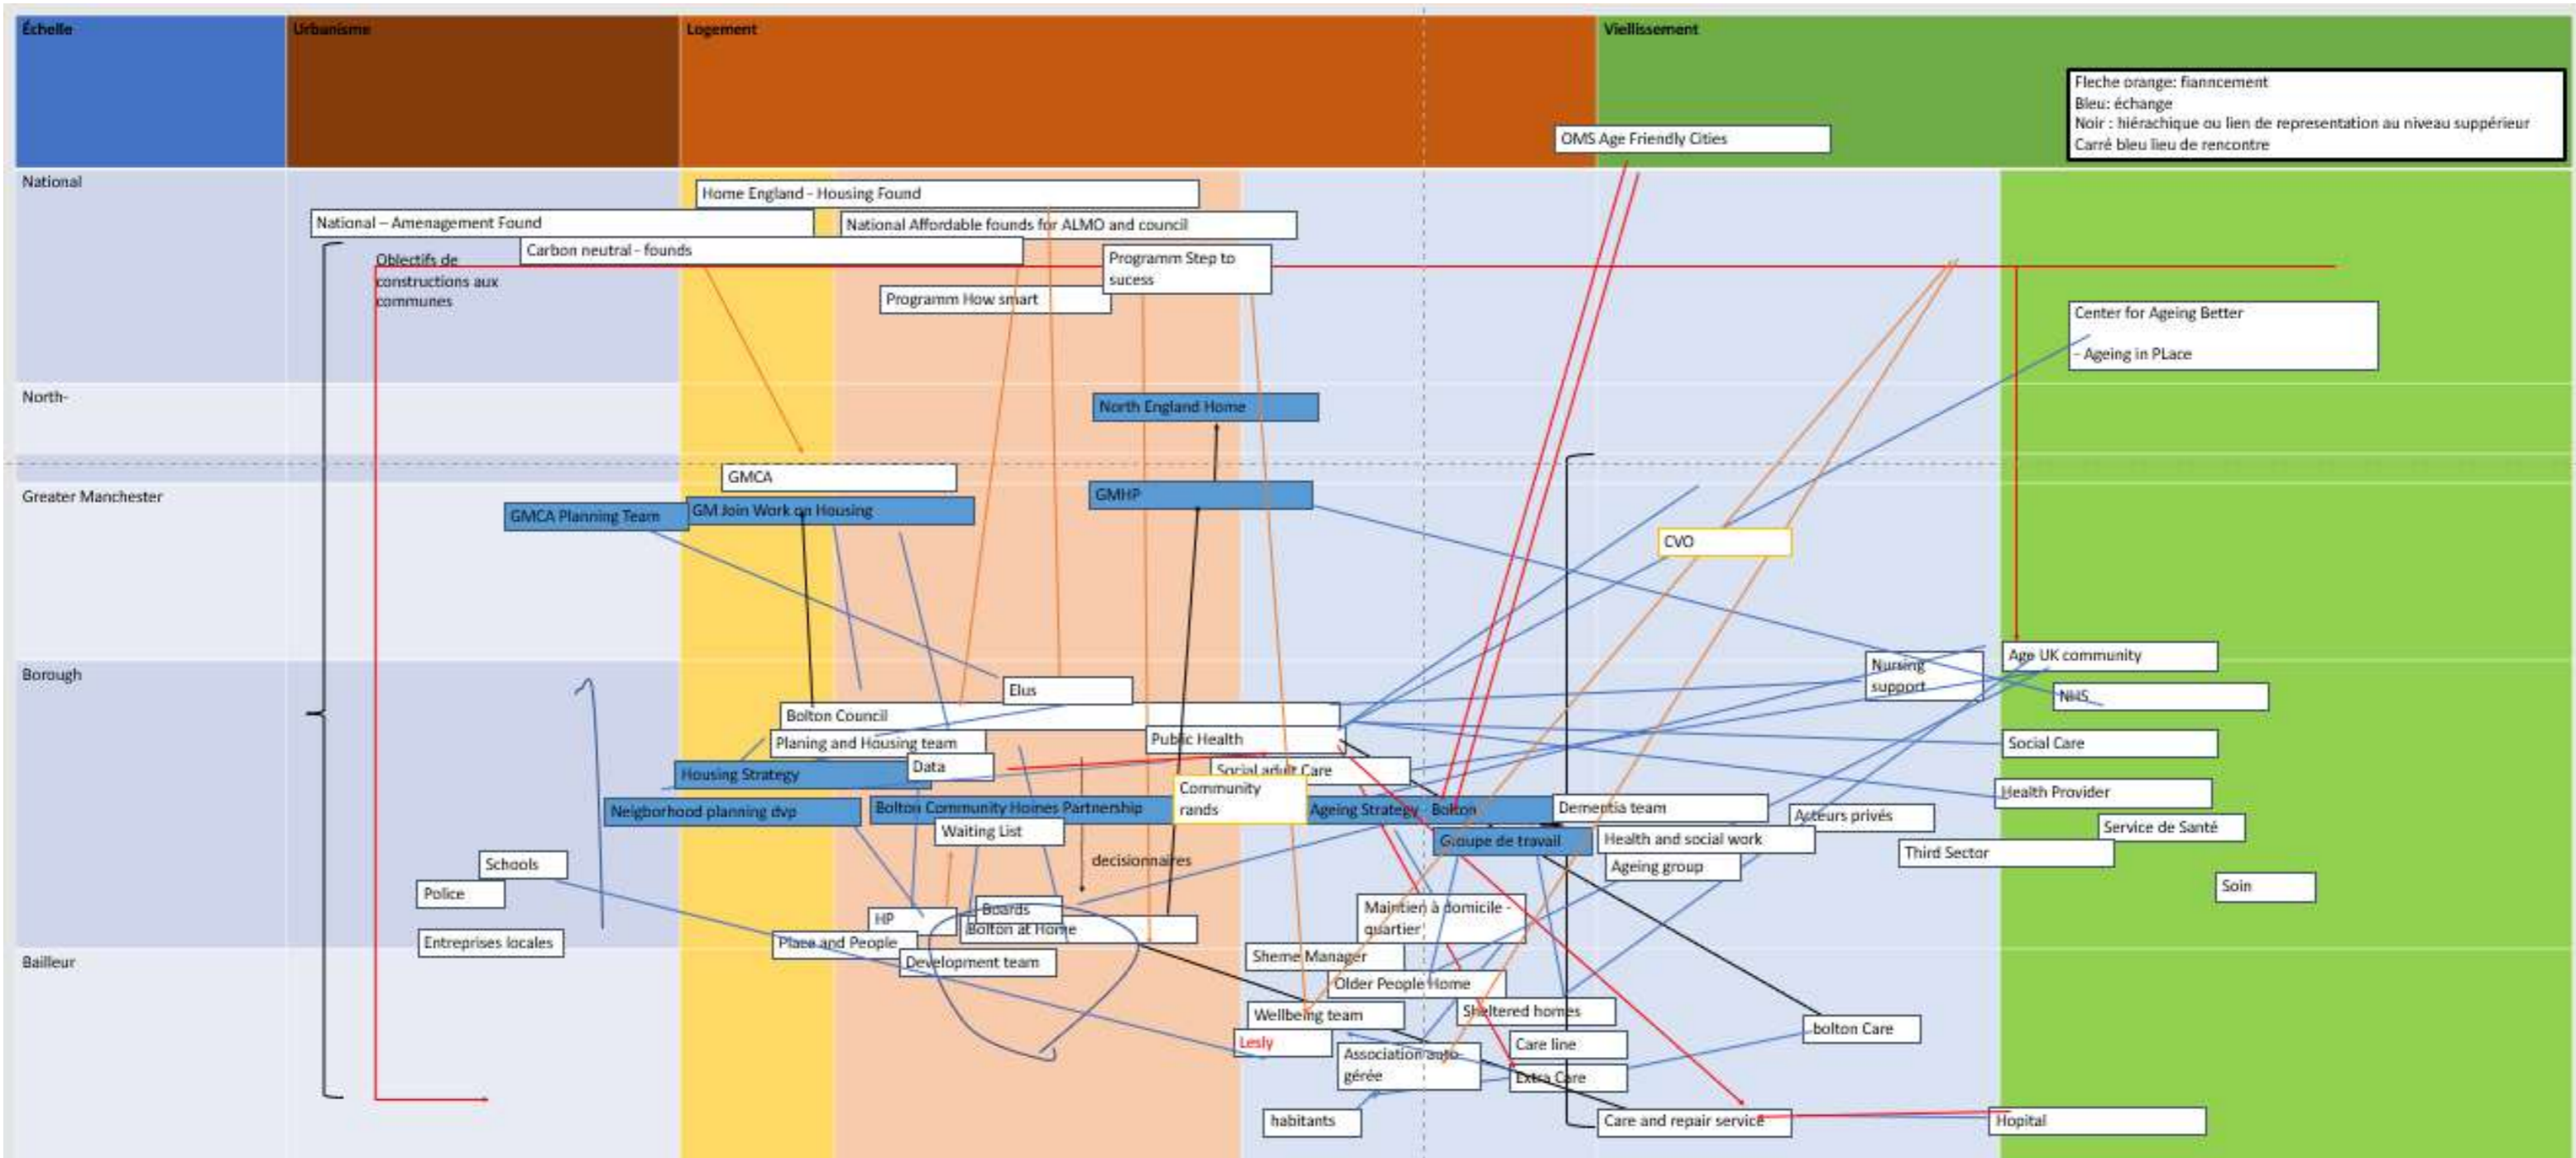 Échelle
Urbanisme
Logement
Viellissement
Fleche orange: fianncement
Bleu: échange
Noir : hiérachique ou lien de representation au niveau suppérieur
Carré bleu lieu de rencontre
OMS Age Friendly Cities
National
Home England - Housing Found
National – Amenagement Found
National Affordable founds for ALMO and council
Carbon neutral - founds
Oblectifs de
constructions aux
communes
Programm Step to
sucess
Programm How smart
Center for Ageing Better
- Ageing in PLace
North-
North England Home
GMCA
Greater Manchester
GMHP
GMCA Planning Team
GM Join Work on Housing
CVO
Borough
Age UK community
Nursing
support
NHS
Elus
Bolton Council
Planing and Housing team
Public Health
Social Care
Data
Social adult Care
Housing Strategy
Community
rands
Health Provider
Neigborhood planning dvp
Bolton Community Homes Partnership
Ageing Strategy Bolton
Dementia team
Acteurs privés
Service de Santé
Waiting List
Groupe de travail
Health and social work
Third Sector
decisionnaires
Schools
Ageing group
Police
Soin
HP
Boards
Bolton at Home
Maintien à domicile -
quartier
Entreprises locales
Place and People
Bailleur
Development team
Sheme Manager
Older People Home
Wellbeing team
Sheltered homes
bolton Care
Lesly
Care line
Association auto-
gérée
Extra Care
habitants
Care and repair service
Hopital